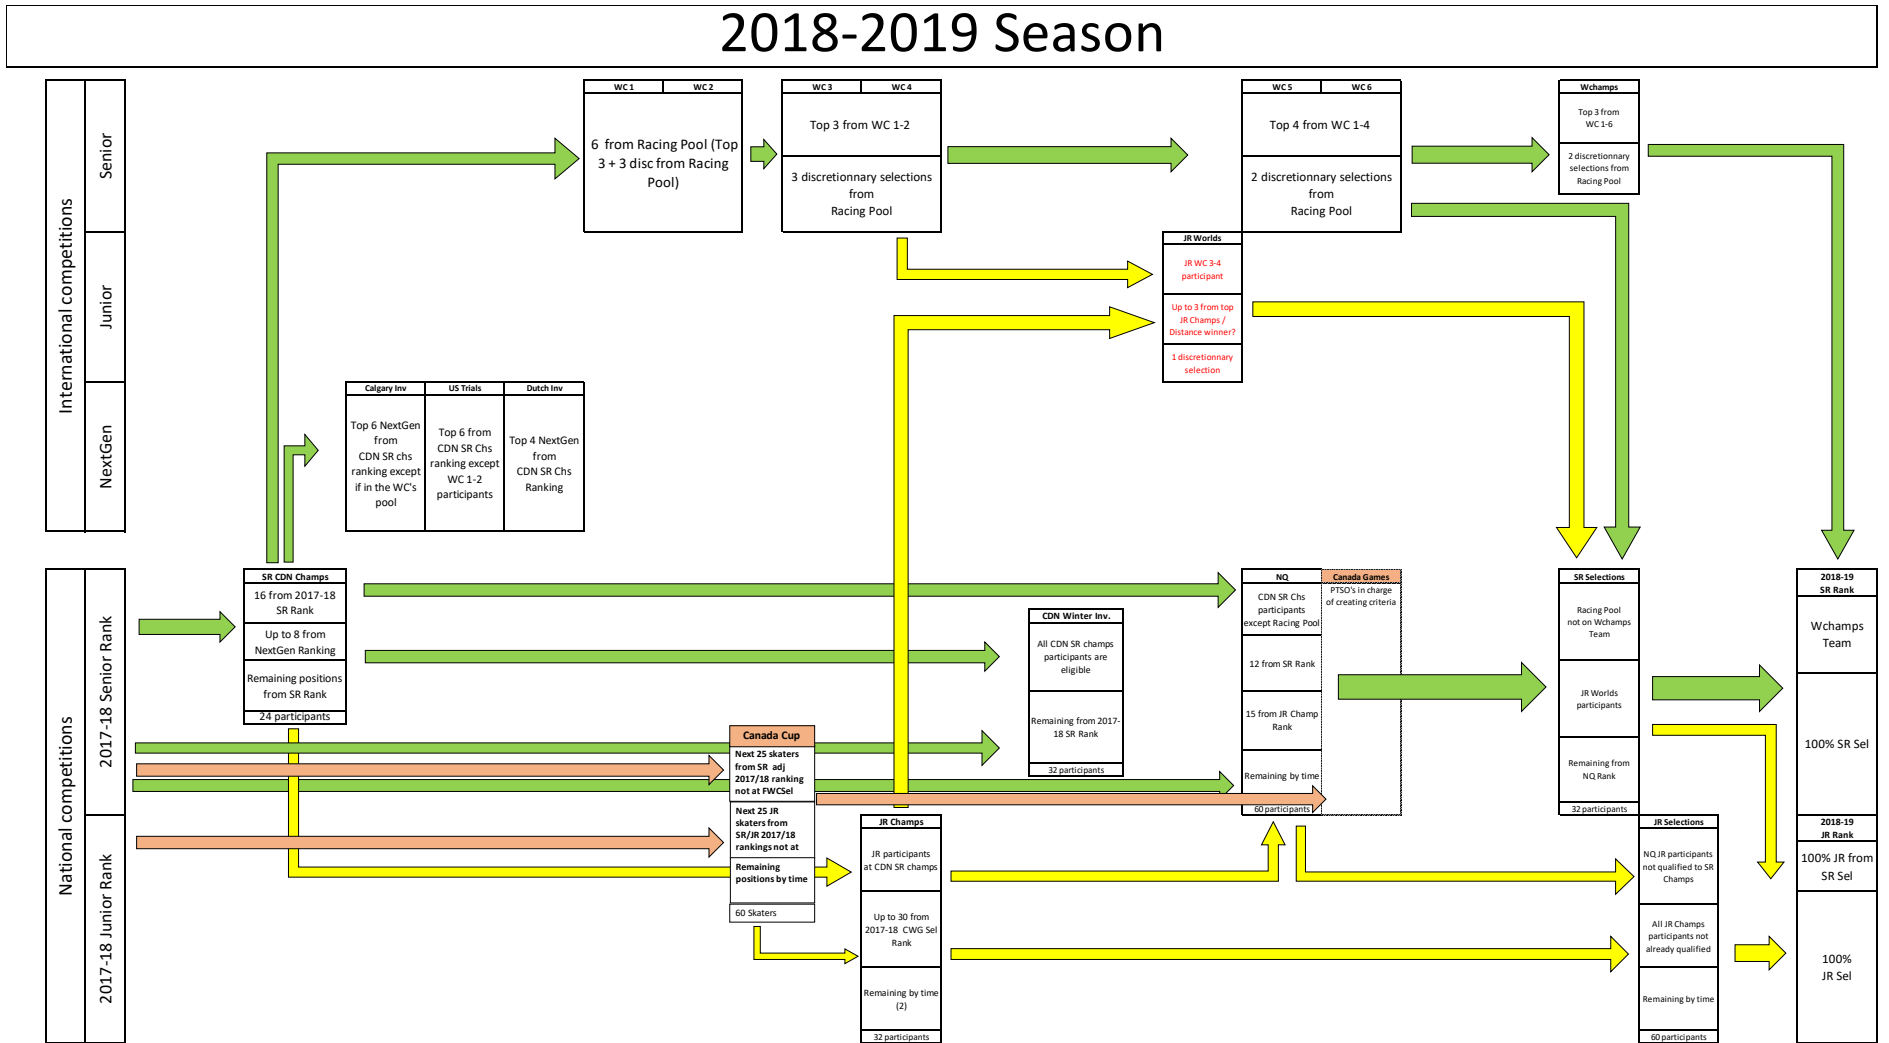 2018-2019 Season
International competitions
Senior
Junior
NextGen
WC 1
WC 2
6 from Racing Pool (Top
3 + 3 disc from Racing
Pool)
WC 3
WC 4
Top 3 from WC 1-2
3 discretionnary selections
from
Racing Pool
WC 5
WC 6
Top 4 from WC 1-4
2 discretionnary selections
from
Racing Pool
Wchamps
Top 3 from
WC 1-6
2 discretionnary
selections from
Racing Pool
JR Worlds
JR WC 3-4
participant
Up to 3 from top
JR Champs /
Distance winner?
1 discretionnary
selection
Calgary Inv
Top 6 NextGen
from
CDN SR chs
ranking except
if in the WC's
pool
US Trials
Top 6 from
CDN SR Chs
ranking except
WC 1-2
participants
Dutch Inv
Top 4 NextGen
from
CDN SR Chs
Ranking
National competitions
2017-18 Senior Rank
2017-18 Junior Rank
SR CDN Champs
16 from 2017-18
SR Rank
Up to 8 from
NextGen Ranking
Remaining positions
from SR Rank
24 participants
Canada Cup
Next 25 skaters
from SR adj
2017/18 ranking
not at FWCSel
Next 25 JR
skaters from
SR/JR 2017/18
rankings not at
Remaining
positions by time
60 Skaters
JR Champs
JR participants
at CDN SR champs
Up to 30 from
2017-18 CWG Sel
Rank
Remaining by time
(2)
32 participants
CDN Winter Inv.
All CDN SR champs
participants are
eligible
Remaining from 2017-
18 SR Rank
32 participants
NQ
CDN SR Chs
participants
except Racing Pool
12 from SR Rank
15 from JR Champ
Rank
Remaining by time
60 participants
Canada Games
PTSO's in charge
of creating criteria
SR Selections
Racing Pool
not on Wchamps
Team
JR Worlds
participants
Remaining from
NQ Rank
32 participants
JR Selections
NQ JR participants
not qualified to SR
Champs
All JR Champs
participants not
already qualified
Remaining by time
60 participants
2018-19
SR Rank
Wchamps
Team
100% SR Sel
2018-19
JR Rank
100% JR from
SR Sel
100%
JR Sel